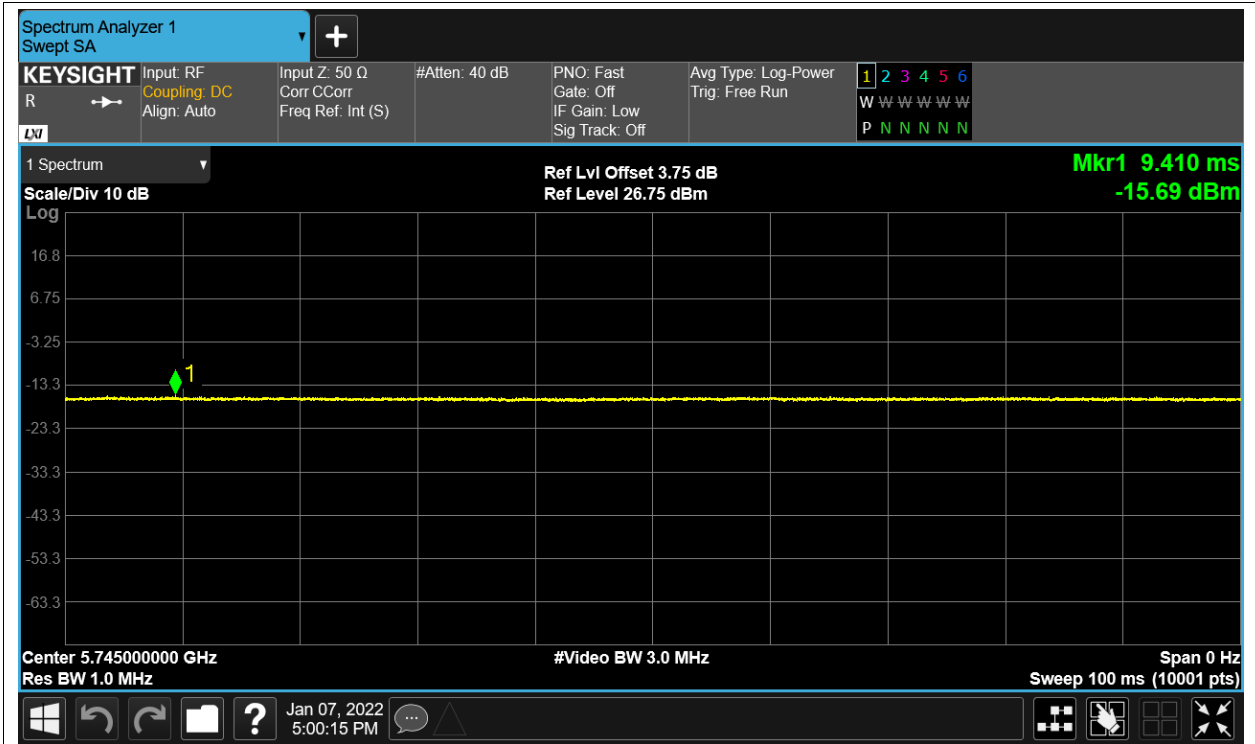 Spectrum Analyzer 1
Swept SA
+
KEYSIGHT Input: RF Input Z: 50 Ω #Atten: 40 dB PNO: Fast Avg Type: Log-Power 1 2 3 4 5 6
R Coupling: DC Corr CCorr Gate: Off Trig: Free Run W W W W W W
Align: Auto Freq Ref: Int (S) IF Gain: Low
LXI Sig Track: Off P N N N N N
1 Spectrum Ref Lvl Offset 3.75 dB Mkr1 9.410 ms
Scale/Div 10 dB Ref Level 26.75 dBm -15.69 dBm
Log
16.8
6.75
-3.25
1
-13.3
-23.3
-33.3
-43.3
-53.3
-63.3
Center 5.745000000 GHz #Video BW 3.0 MHz Span 0 Hz
Res BW 1.0 MHz Sweep 100 ms (10001 pts)
? Jan 07, 2022
5:00:15 PM